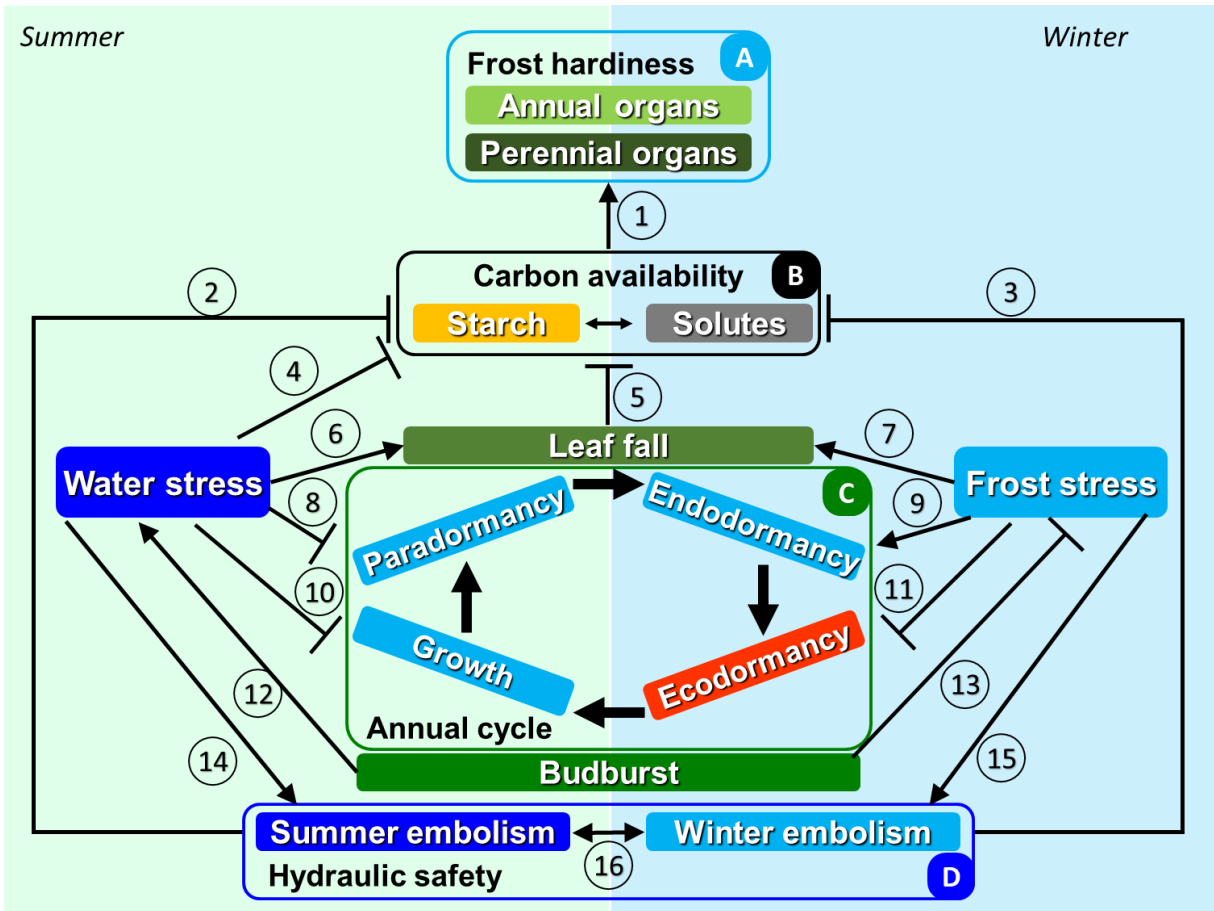 Summer
Winter
Frost hardiness
A
Annual organs
Perennial organs
1
2
Carbon availability
B
3
Starch
Solutes
4
5
6
Leaf fall
7
Water stress
8
C
Frost stress
9
Paradormancy
Endodormancy
10
11
Growth
Ecodormancy
12
13
Annual cycle
14
Budburst
15
Summer embolism
Winter embolism
16
Hydraulic safety
D